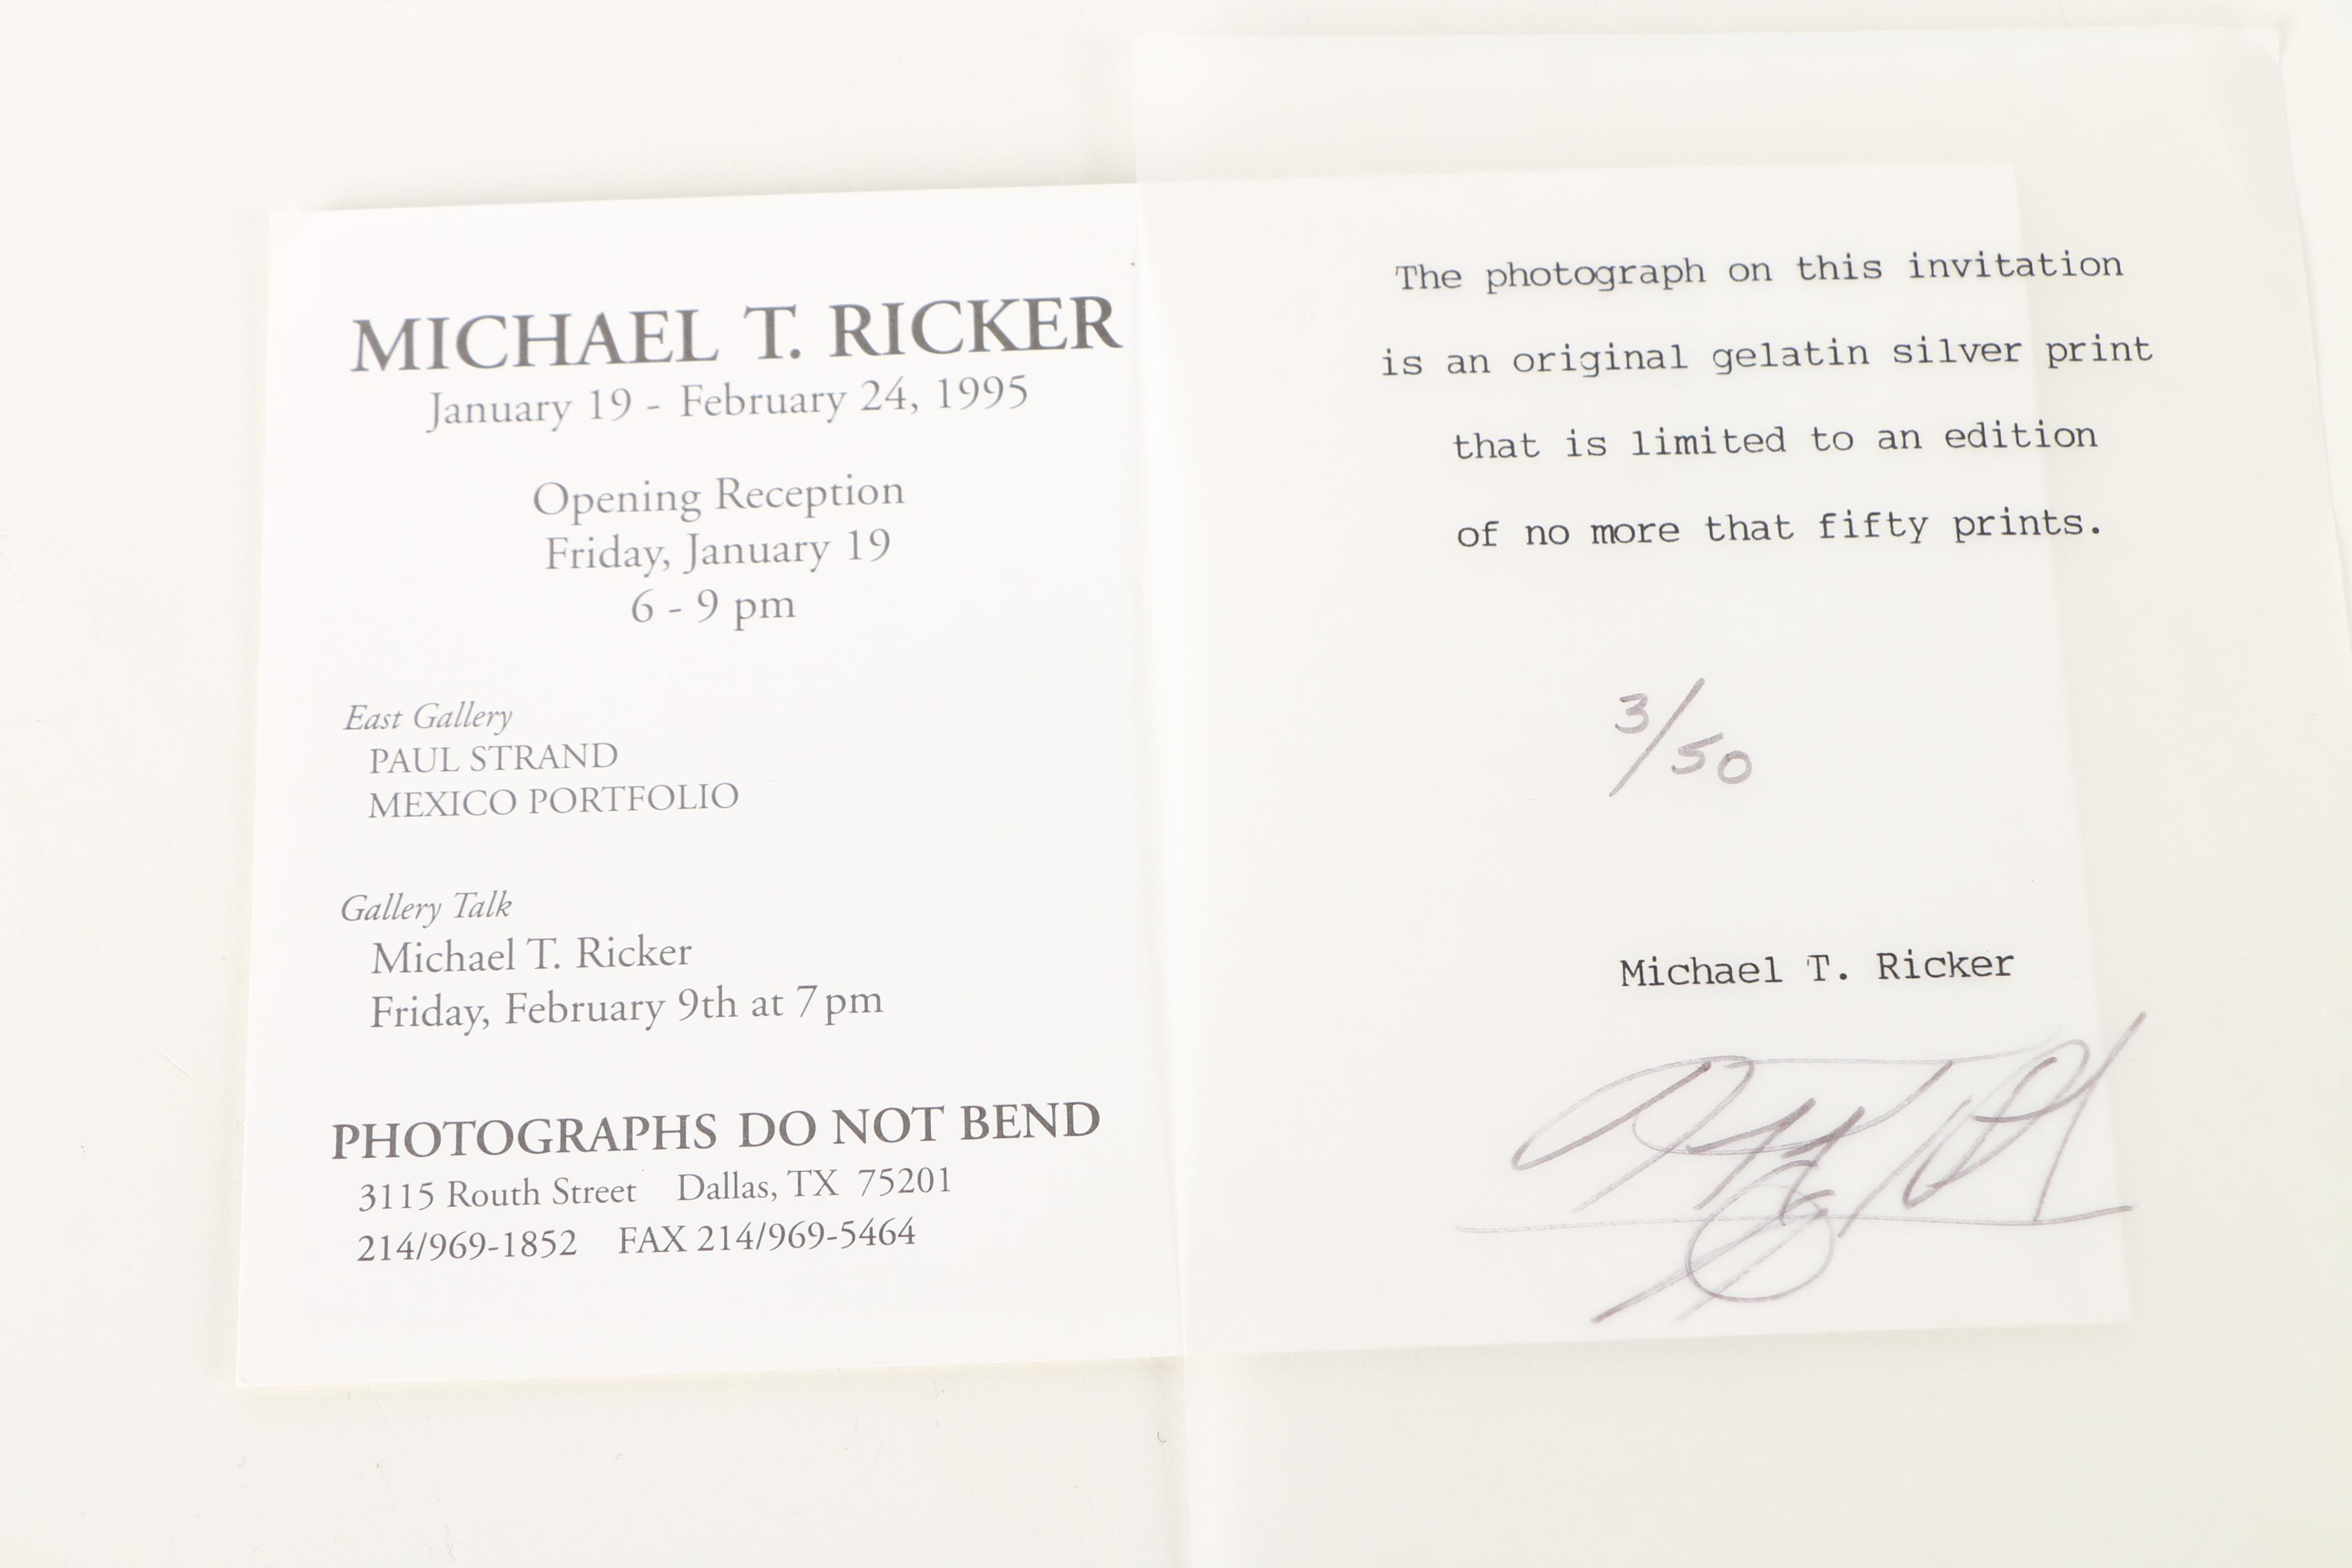 MICHAEL T. RICKER
January 19 - February 24, 1995
Opening Reception
Friday, January 19
6 - 9 pm
East Gallery
PAUL STRAND
MEXICO PORTFOLIO
Gallery Talk
Michael T. Ricker
Friday, February 9th at 7 pm
PHOTOGRAPHS DO NOT BEND
3115 Routh Street Dallas, TX 75201
214/969-1852 FAX 214/969-5464
The photograph on this invitation
is an original gelatin silver print
that is limited to an edition
of no more that fifty prints.
3/50
Michael T. Ricker